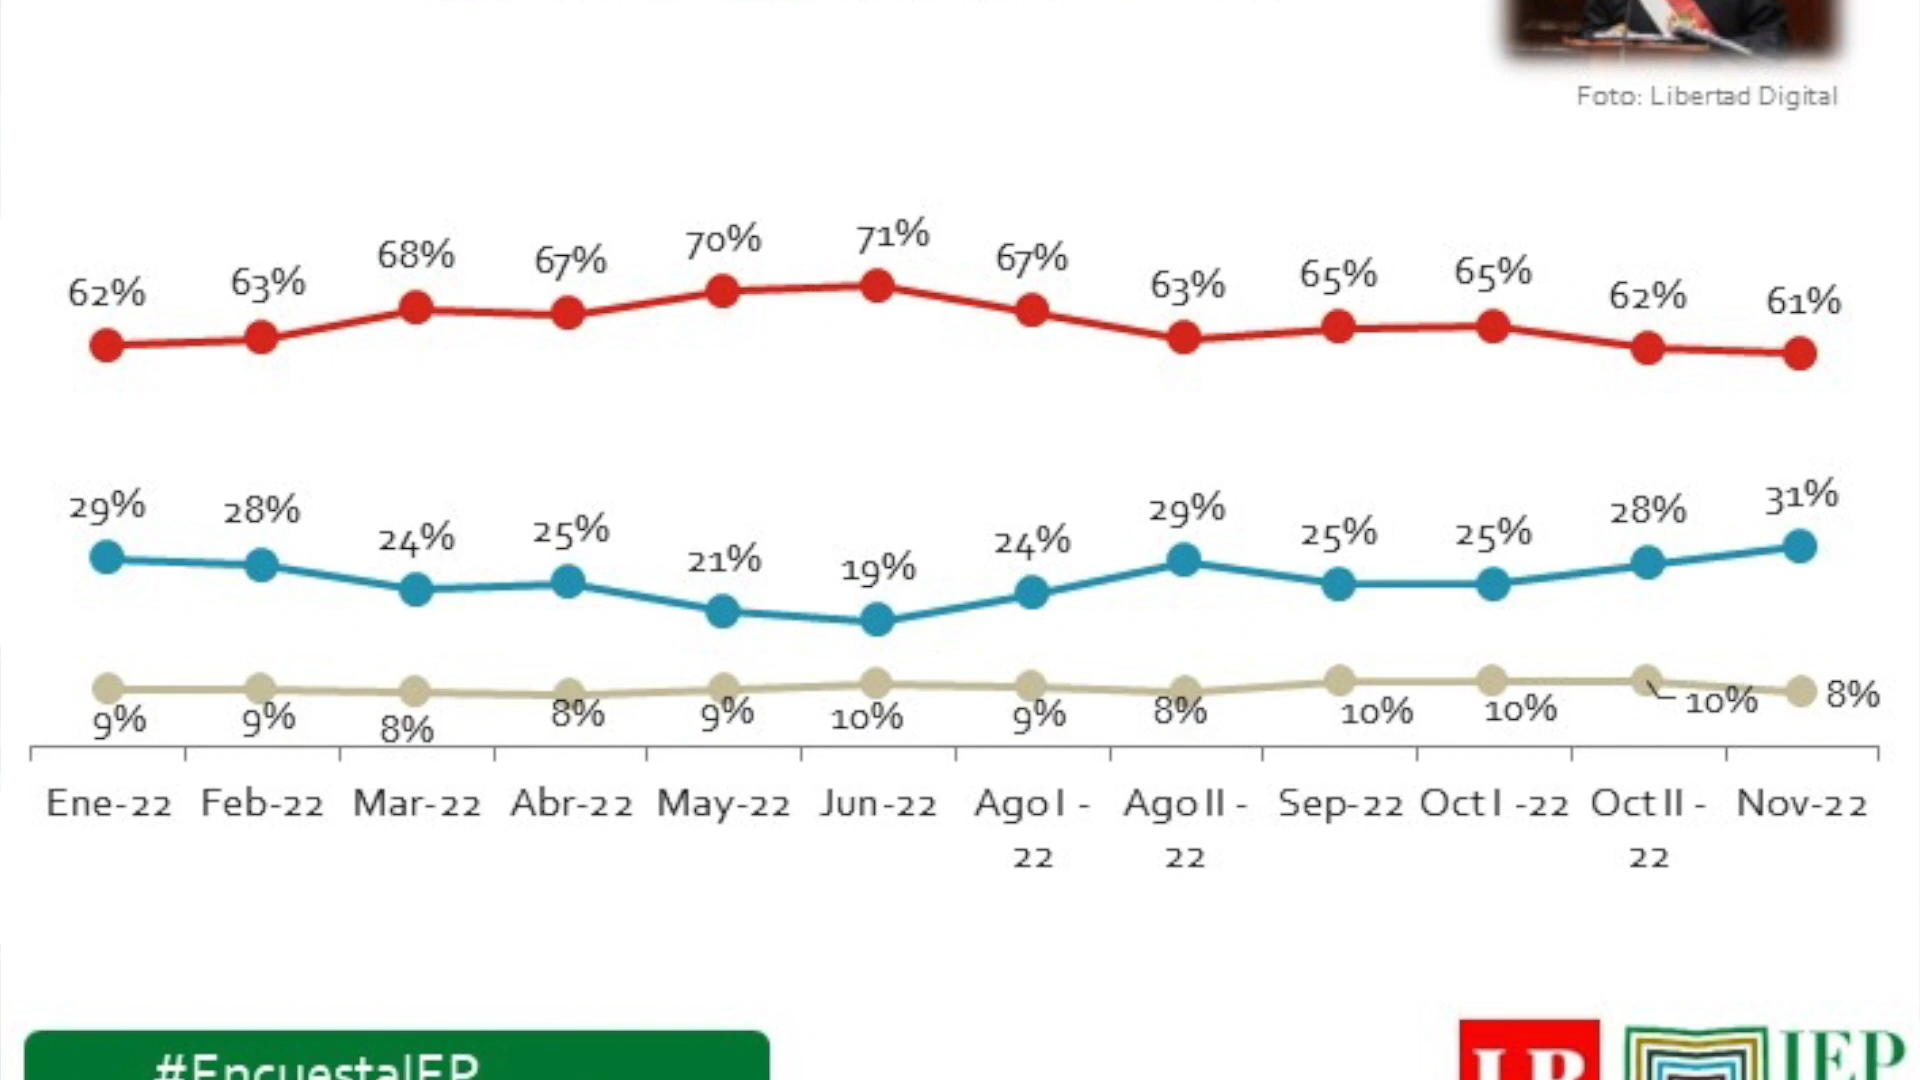 Foto: Libertad Digital
62% 63% 68% 67% 70% 71% 67% 63% 65% 65% 62% 61%
29% 28% 24% 25% 21% 19% 24% 29% 25% 25% 28% 31%
9% 9% 8% 8% 9% 10% 9% 8% 10% 10% 10% 8%
Ene-22 Feb-22 Mar-22 Abr-22 May-22 Jun-22 Ago I - 22 Ago II - 22 Sep-22 Oct I -22 Oct II - 22 Nov-22
#EncuestaIEP
LR
IEP